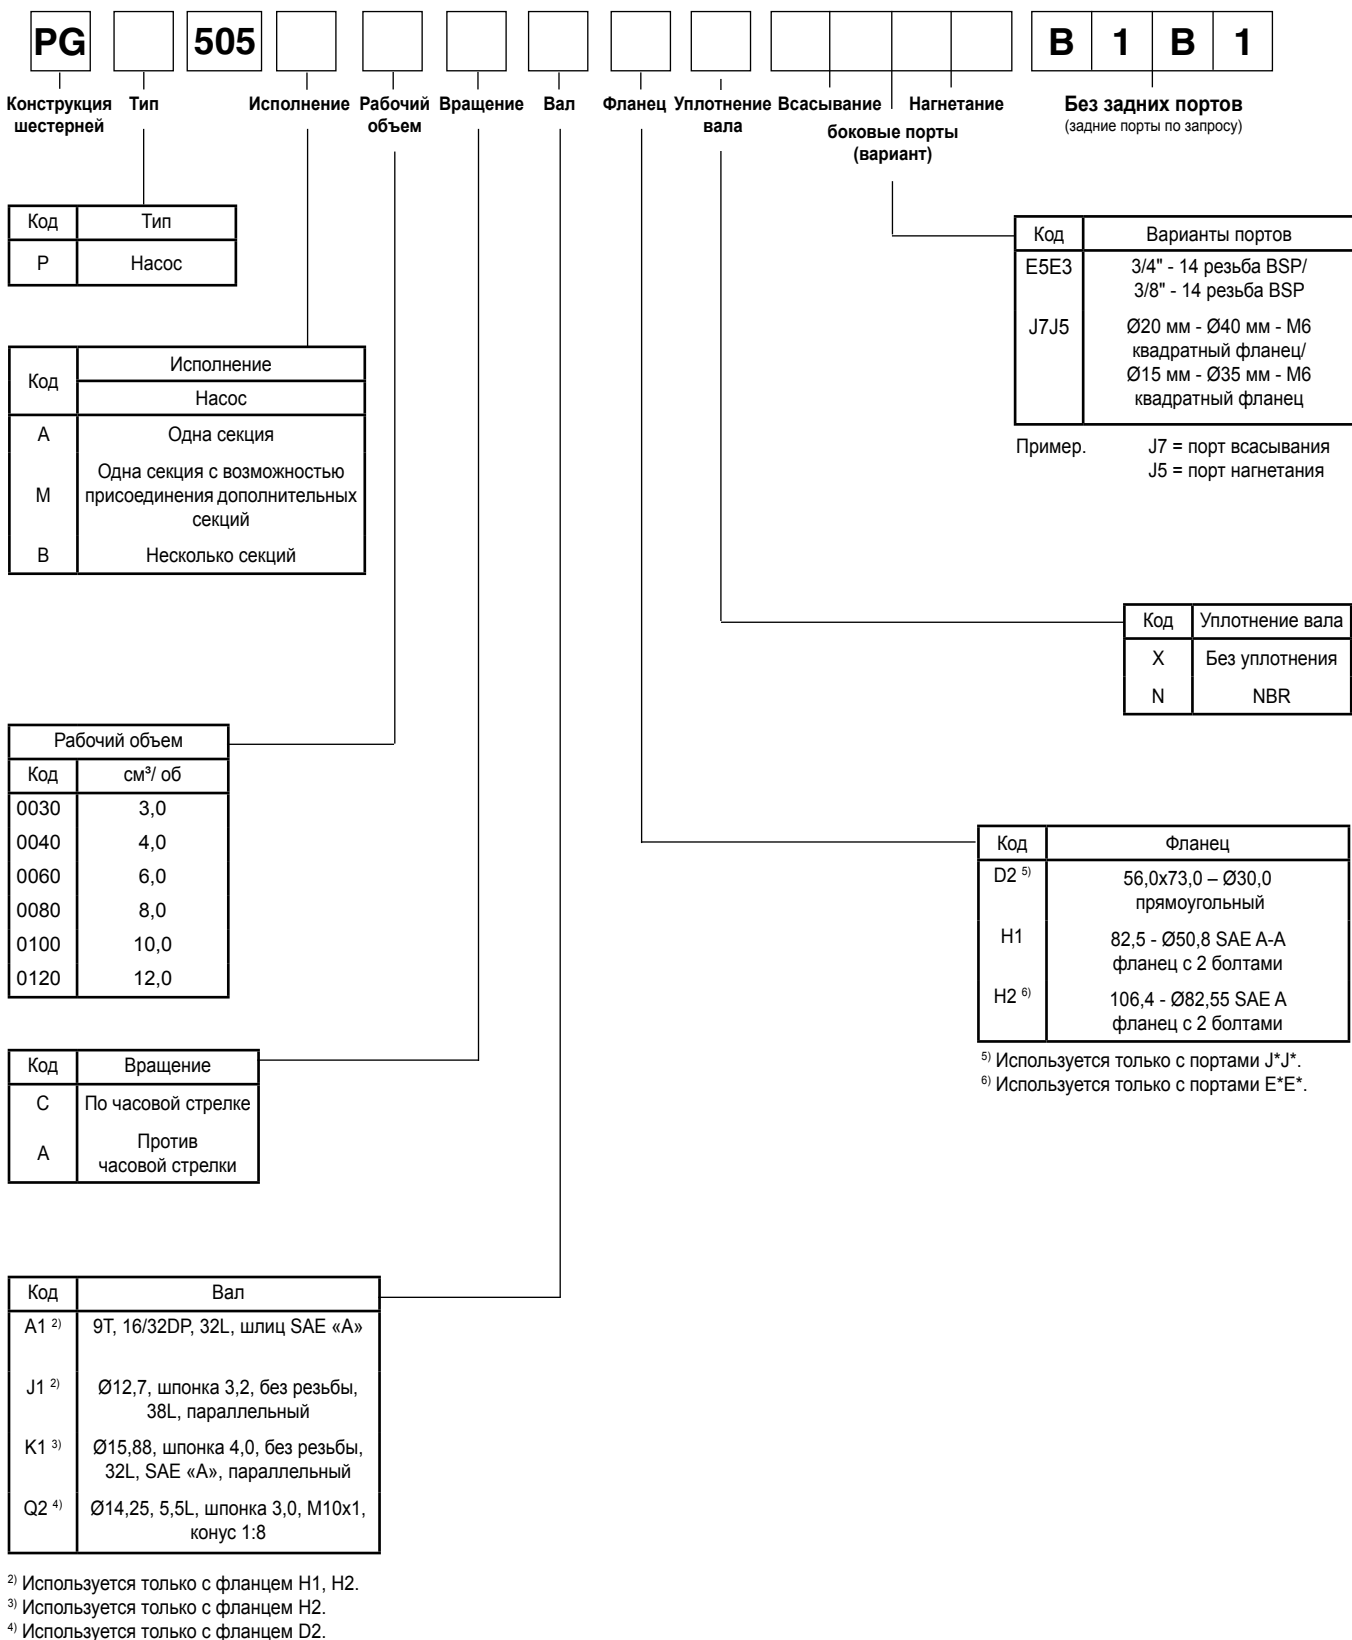 PG 505 B 1 B 1
Конструкция шестерней
Тип
Исполнение
Рабочий объем
Вращение
Вал
Фланец
Уплотнение вала
Всасывание
Нагнетание
боковые порты
(вариант)
Без задних портов
(задние порты по запросу)
Код Тип
P Насос
Код Исполнение
Насос
A Одна секция
M Одна секция с возможностью
присоединения дополнительных
секций
B Несколько секций
Код Варианты портов
E5E3 3/4" - 14 резьба BSP/
3/8" - 14 резьба BSP
J7J5 Ø20 мм - Ø40 мм - M6
квадратный фланец/
Ø15 мм - Ø35 мм - M6
квадратный фланец
Пример. J7 = порт всасывания
J5 = порт нагнетания
Код Уплотнение вала
X Без уплотнения
N NBR
Рабочий объем
Код см³/ об
0030 3,0
0040 4,0
0060 6,0
0080 8,0
0100 10,0
0120 12,0
Код Фланец
D2 5) 56,0x73,0 – Ø30,0
прямоугольный
H1 82,5 - Ø50,8 SAE A-A
фланец с 2 болтами
H2 6) 106,4 - Ø82,55 SAE A
фланец с 2 болтами
5) Используется только с портами J*J*.
6) Используется только с портами E*E*.
Код Вращение
C По часовой стрелке
A Против
часовой стрелки
Код Вал
A1 2) 9T, 16/32DP, 32L, шлиц SAE «A»
J1 2) Ø12,7, шпонка 3,2, без резьбы,
38L, параллельный
K1 3) Ø15,88, шпонка 4,0, без резьбы,
32L, SAE «A», параллельный
Q2 4) Ø14,25, 5,5L, шпонка 3,0, M10x1,
конус 1:8
2) Используется только с фланцем H1, H2.
3) Используется только с фланцем H2.
4) Используется только с фланцем D2.